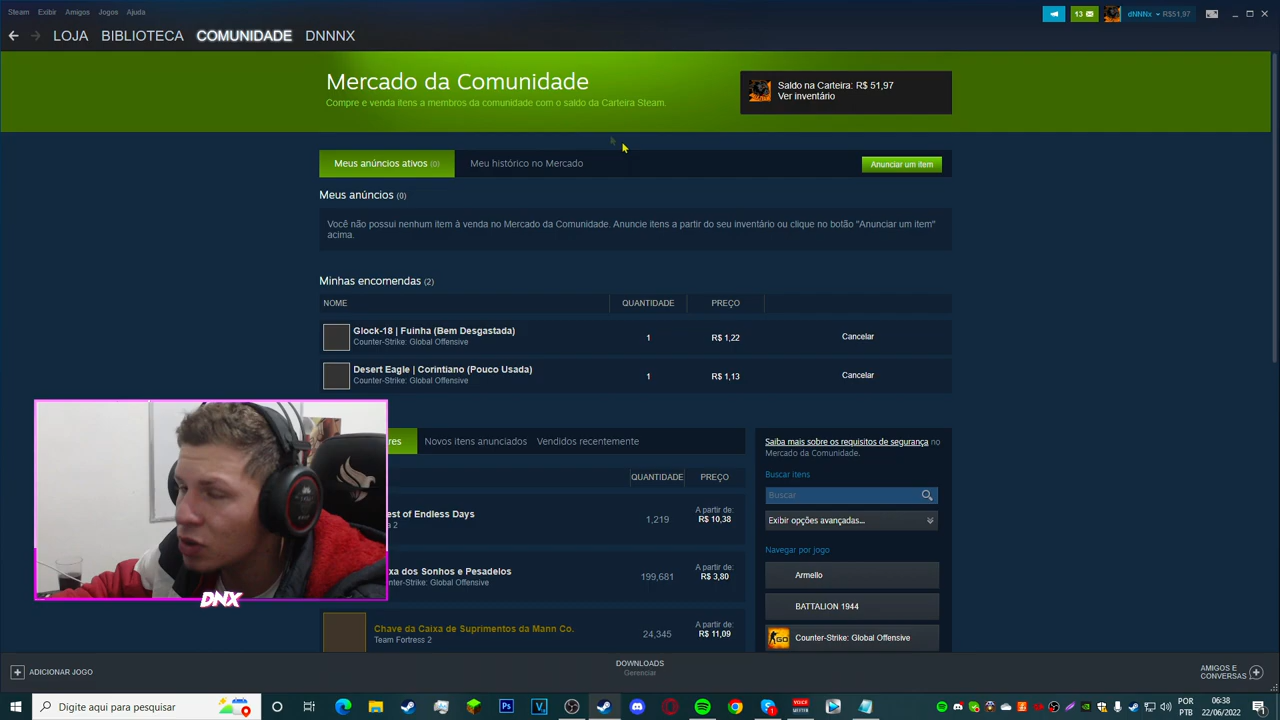 Steam Exibir Amigos Jogos Ajuda
13 dNNNx R$51,97
LOJA BIBLIOTECA COMUNIDADE DNNNX
Mercado da Comunidade
Compre e venda itens a membros da comunidade com o saldo da Carteira Steam.
Saldo na Carteira: R$ 51,97
Ver inventário
Meus anúncios ativos (0) Meu histórico no Mercado Anunciar um item
Meus anúncios (0)
Você não possui nenhum item à venda no Mercado da Comunidade. Anuncie itens a partir do seu inventário ou clique no botão "Anunciar um item"
acima.
Minhas encomendas (2)
NOME QUANTIDADE PREÇO
Glock-18 | Fuinha (Bem Desgastada) 1 R$ 1,22 Cancelar
Counter-Strike: Global Offensive
Desert Eagle | Corintiano (Pouco Usada) 1 R$ 1,13 Cancelar
Counter-Strike: Global Offensive
res Novos itens anunciados Vendidos recentemente
QUANTIDADE PREÇO
est of Endless Days 1,219 A partir de:
R$ 10,38
a 2
xa dos Sonhos e Pesadelos 199,681 A partir de:
R$ 3,80
Counter-Strike: Global Offensive
Chave da Caixa de Suprimentos da Mann Co. 24,345 A partir de:
R$ 11,09
Team Fortress 2
Saiba mais sobre os requisitos de segurança no
Mercado da Comunidade.
Buscar itens
Buscar
Exibir opções avançadas...
Navegar por jogo
Armello
BATTALION 1944
GO Counter-Strike: Global Offensive
DNX
ADICIONAR JOGO
DOWNLOADS
Gerenciar
AMIGOS E
CONVERSAS
Digite aqui para pesquisar
Ps V VOICE MEETER
POR
PTB
06:38
22/06/2022